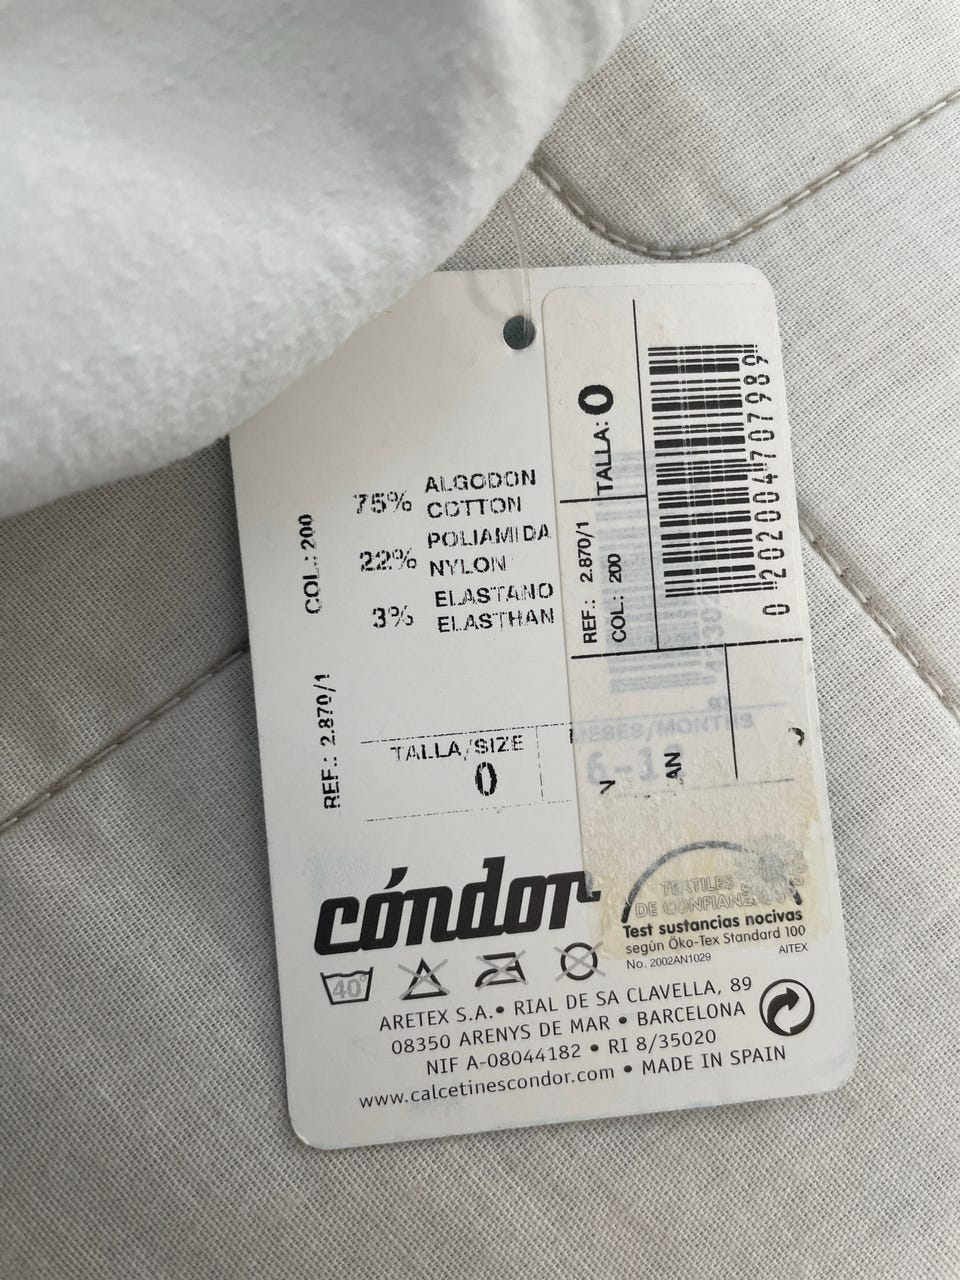 COL.: 200
REF.: 2.870/1
75% ALGODON
COTTON
22% POLIAMIDA
NYLON
3% ELASTANO
ELASTHAN
TALLA/SIZE
0
MESES/MONTHS
TALLA: 0
REF.: 2.870/1
COL.: 200
0202004707989
cóndor
40°
TEXTILES
DE CONFIANZA
Test sustancias nocivas
según Öko-Tex Standard 100
No. 2002AN1029 AITEX
ARETEX S.A. • RIAL DE SA CLAVELLA, 89
08350 ARENYS DE MAR • BARCELONA
NIF A-08044182 • RI 8/35020
www.calcetinescondor.com • MADE IN SPAIN